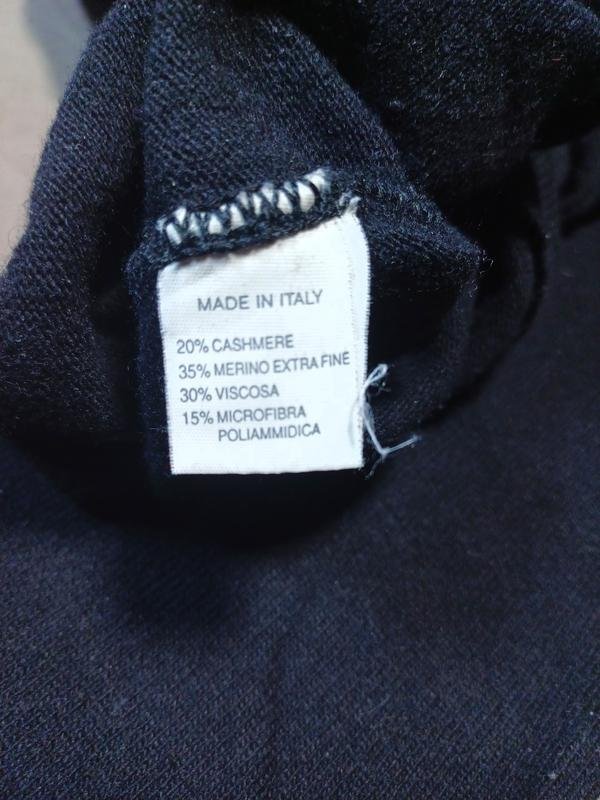 MADE IN ITALY
20% CASHMERE
35% MERINO EXTRA FINE
30% VISCOSA
15% MICROFIBRA
POLIAMMIDICA